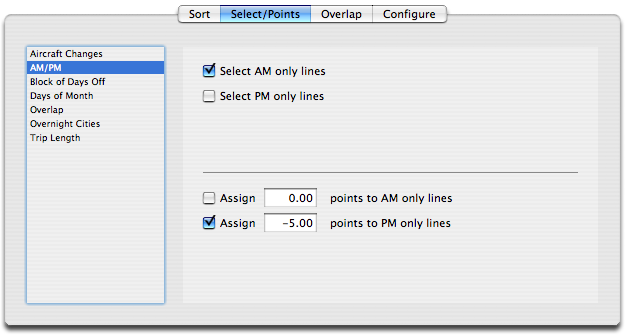 Sort Select/Points Overlap Configure
Aircraft Changes
AM/PM
Block of Days Off
Days of Month
Overlap
Overnight Cities
Trip Length
Select AM only lines
Select PM only lines
Assign 0.00 points to AM only lines
Assign -5.00 points to PM only lines